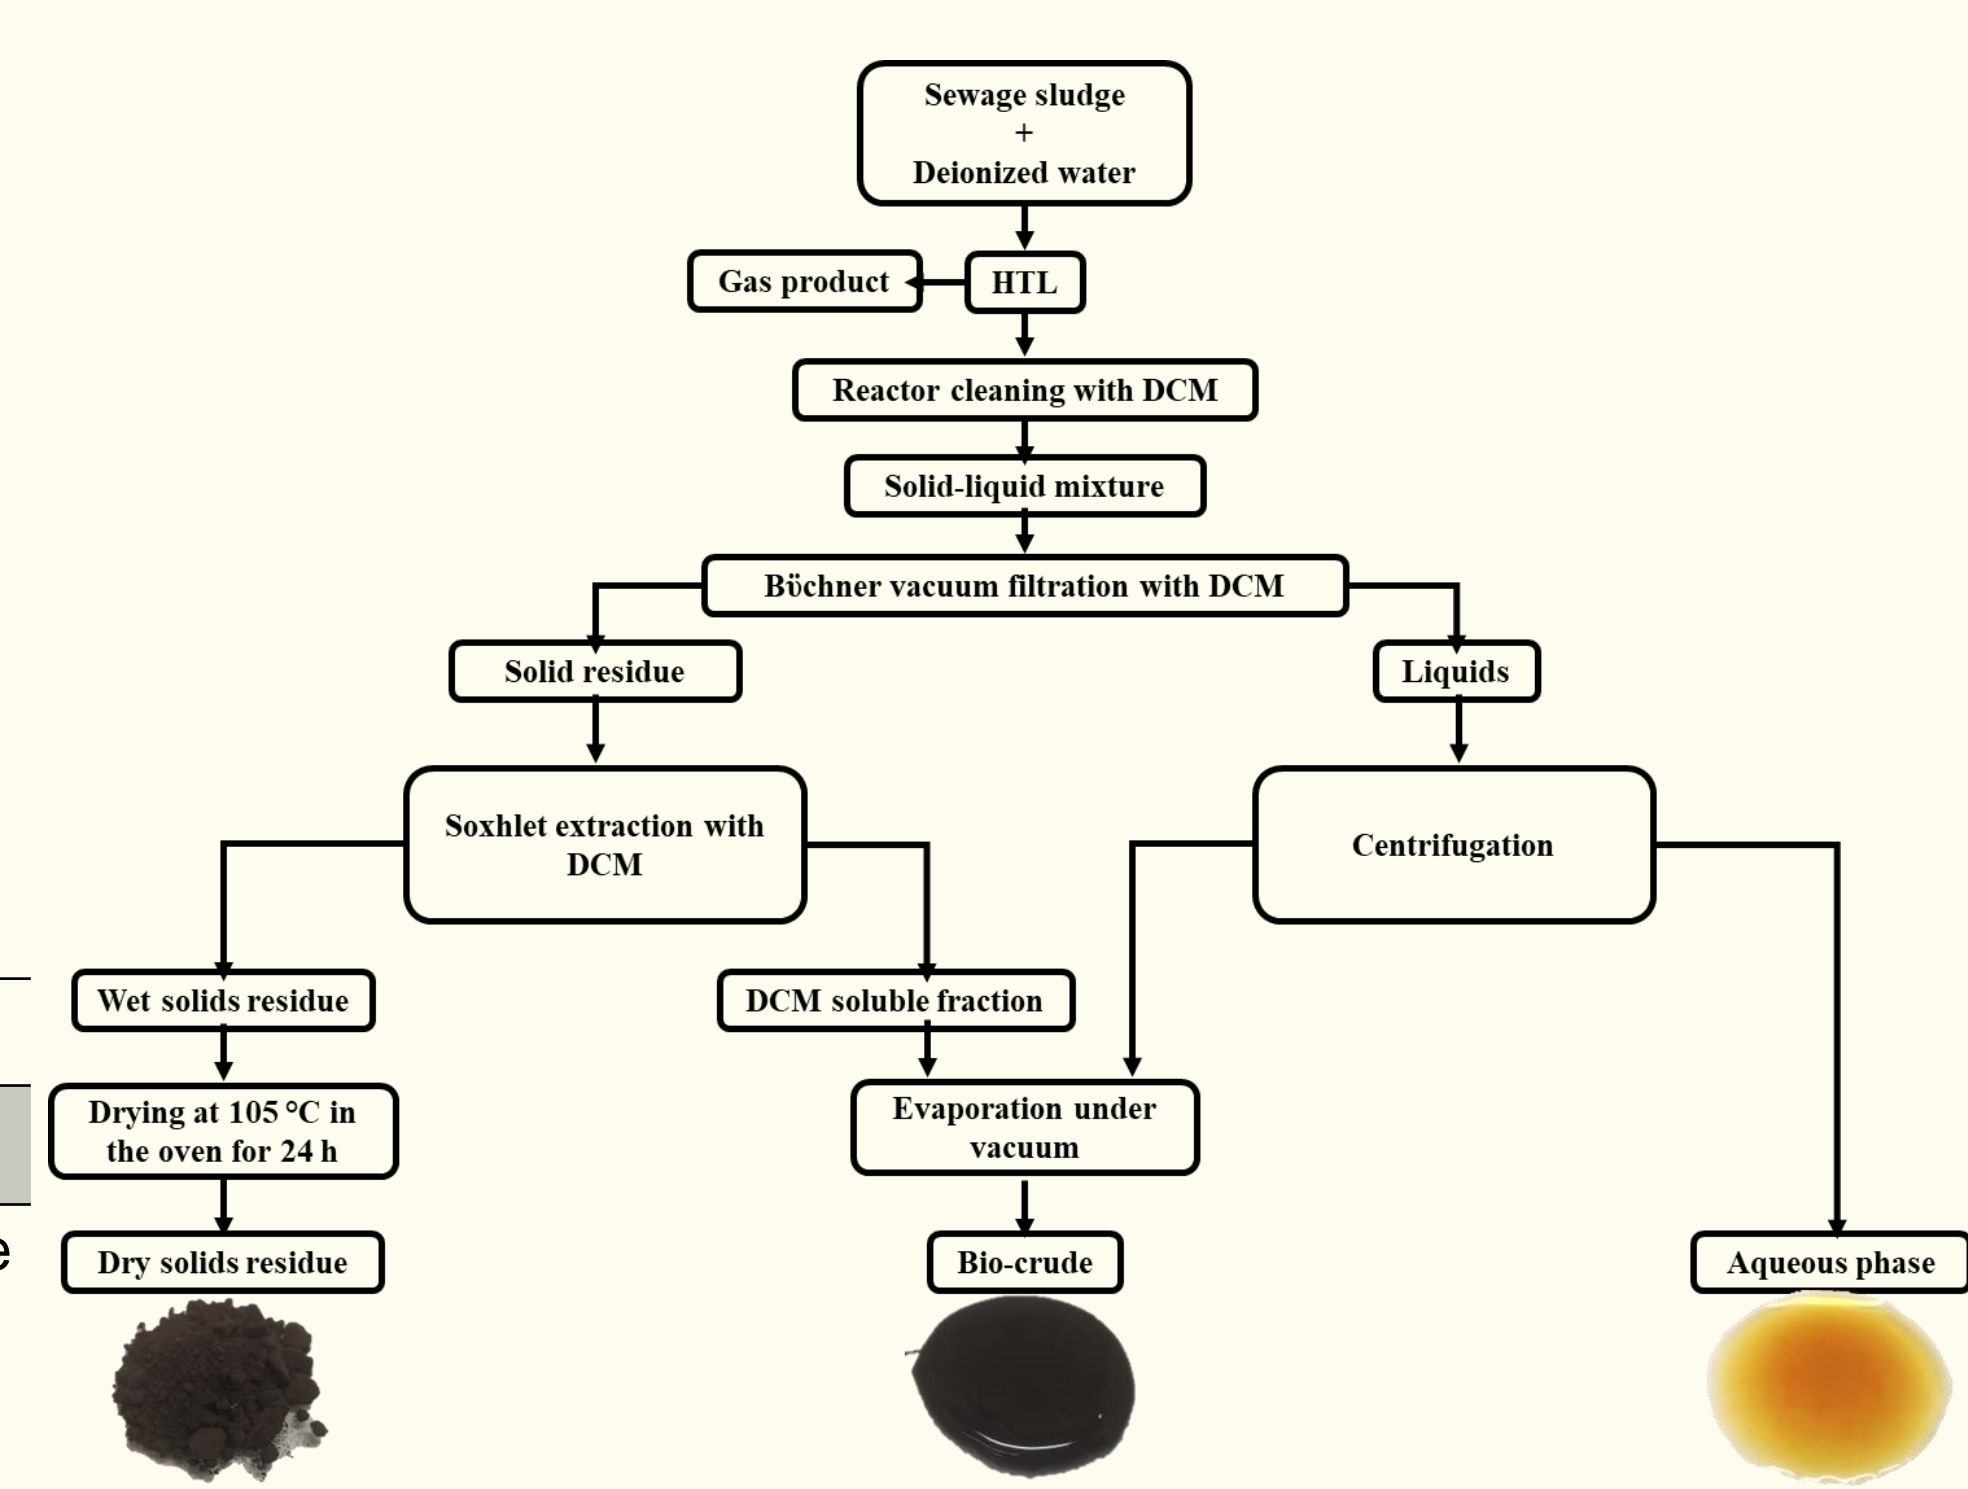 Sewage sludge
+
Deionized water
Gas product
HTL
Reactor cleaning with DCM
Solid-liquid mixture
Bϋchner vacuum filtration with DCM
Solid residue
Liquids
Soxhlet extraction with
DCM
Centrifugation
Wet solids residue
DCM soluble fraction
Drying at 105 °C in
the oven for 24 h
Evaporation under
vacuum
e
Dry solids residue
Bio-crude
Aqueous phase